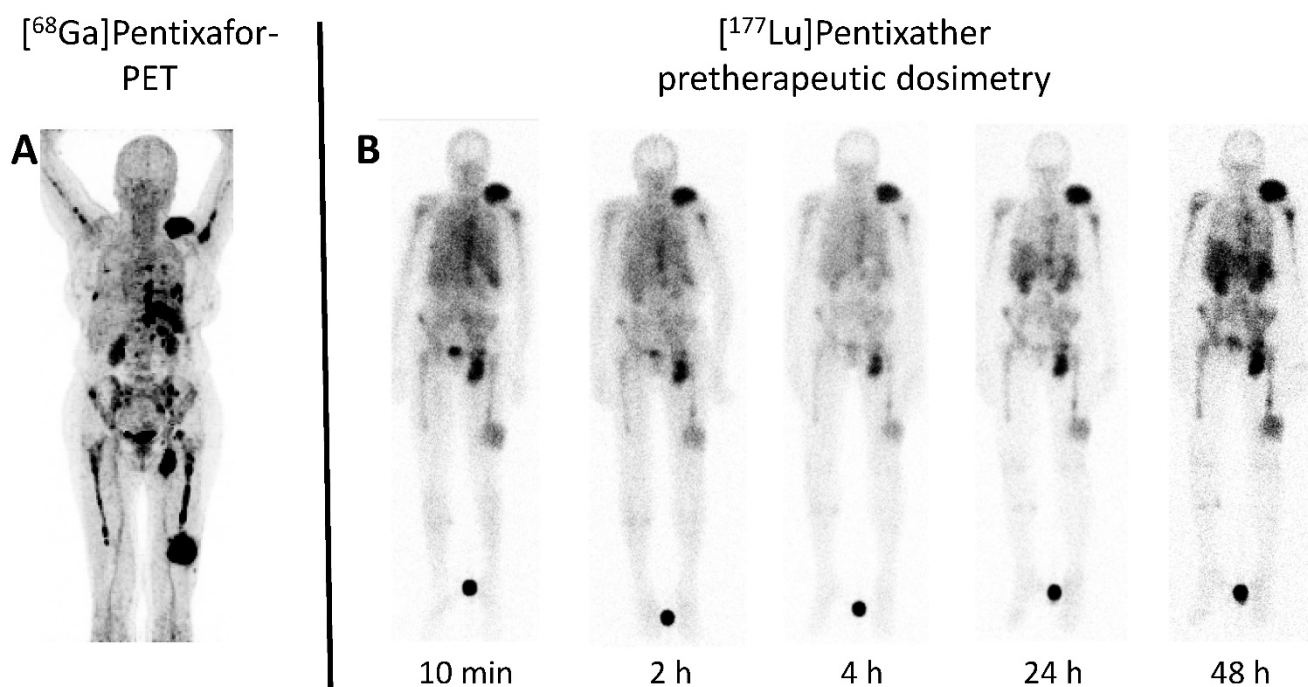 [⁶⁸Ga]Pentixafor-
PET
[¹⁷⁷Lu]Pentixather
pretherapeutic dosimetry
A
B
10 min
2 h
4 h
24 h
48 h